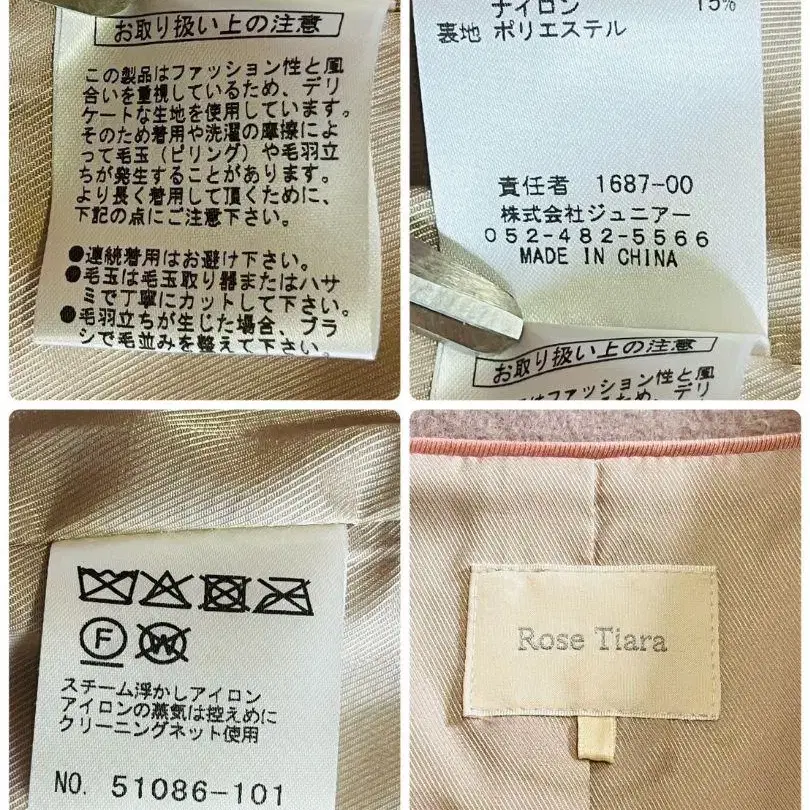 お取り扱い上の注意
この製品はファッション性と風
合いを重視しているため、デリ
ケートな生地を使用しています。
そのため着用や洗濯の摩擦によ
って毛玉(ピリング)や毛羽立
ちが発生することがあります。
より長く着用して頂くために、
下記の点にご注意下さい。
●連続着用はお避け下さい。
●毛玉は毛玉取り器またはハサ
ミで丁寧にカットして下さい。
●毛羽立ちが生じた場合、ブラ
シで毛並みを整えて下さい。
ナイロン 15%
裏地 ポリエステル
責任者 1687-00
株式会社ジュニアー
052-482-5566
MADE IN CHINA
お取り扱い上の注意
はファッション性と風
ているため、デリ
F
W
スチーム浮かしアイロン
アイロンの蒸気は控えめに
クリーニングネット使用
NO. 51086-101
Rose Tiara